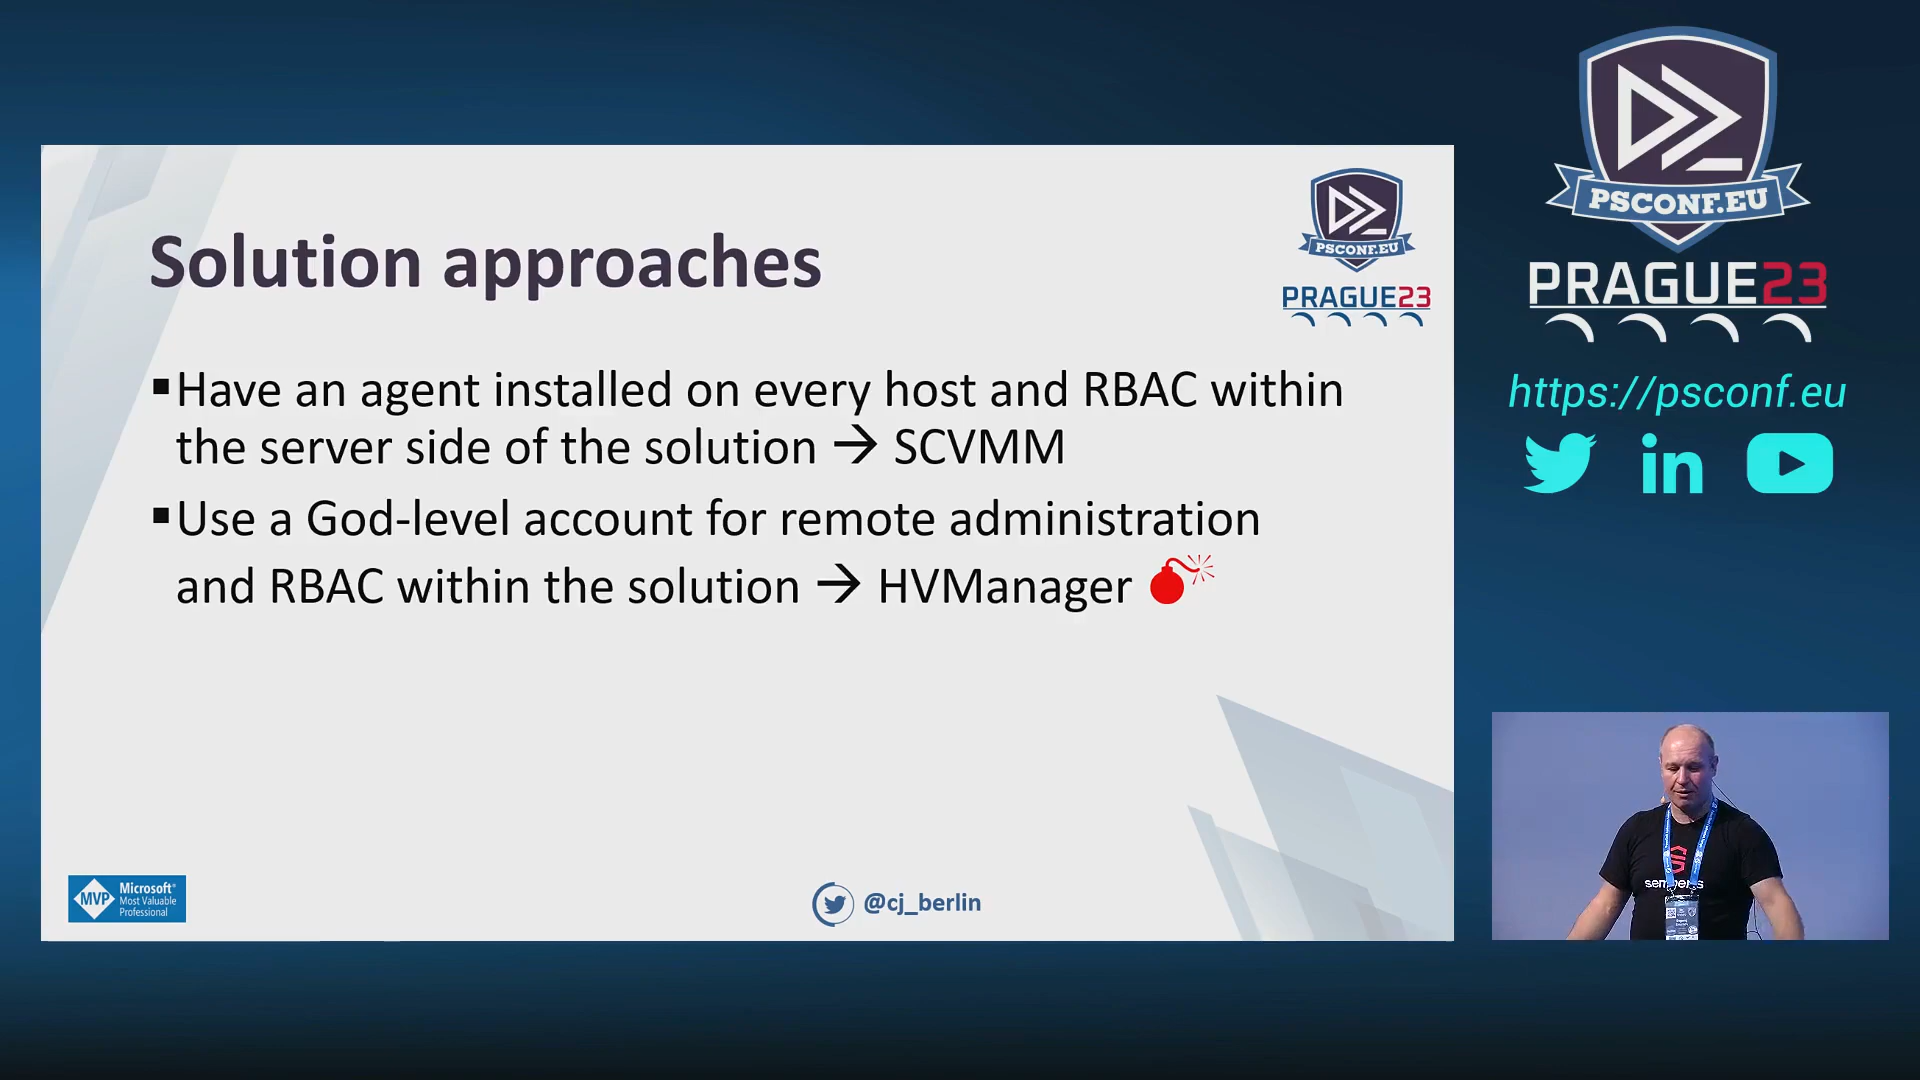 Solution approaches
PSCONF.EU
PRAGUE23
▪Have an agent installed on every host and RBAC within
the server side of the solution → SCVMM
▪Use a God-level account for remote administration
and RBAC within the solution → HVManager
MVP
Microsoft®
Most Valuable
Professional
@cj_berlin
PSCONF.EU
PRAGUE23
https://psconf.eu
in
semperis